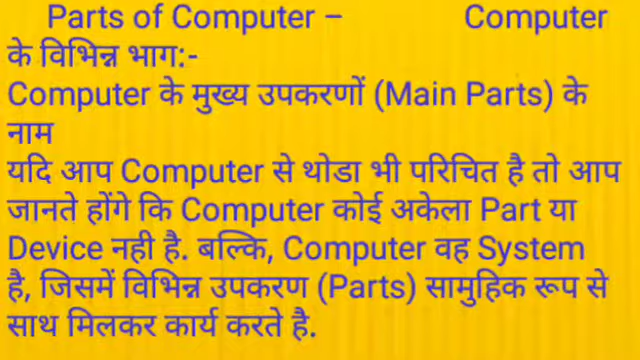 Parts of Computer – Computer
के विभिन्न भाग:-
Computer के मुख्य उपकरणों (Main Parts) के
नाम
यदि आप Computer से थोडा भी परिचित है तो आप
जानते होंगे कि Computer कोई अकेला Part या
Device नही है. बल्कि, Computer वह System
है, जिसमें विभिन्न उपकरण (Parts) सामुहिक रूप से
साथ मिलकर कार्य करते है.